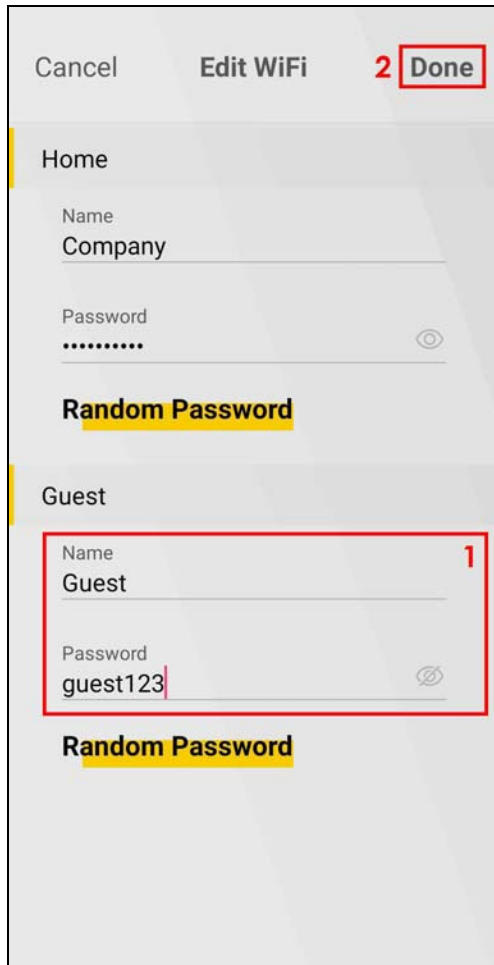 Cancel Edit WiFi 2 Done
Home
Name
Company
Password
••••••••••
Random Password
Guest
Name 1
Guest
Password
guest123
Random Password